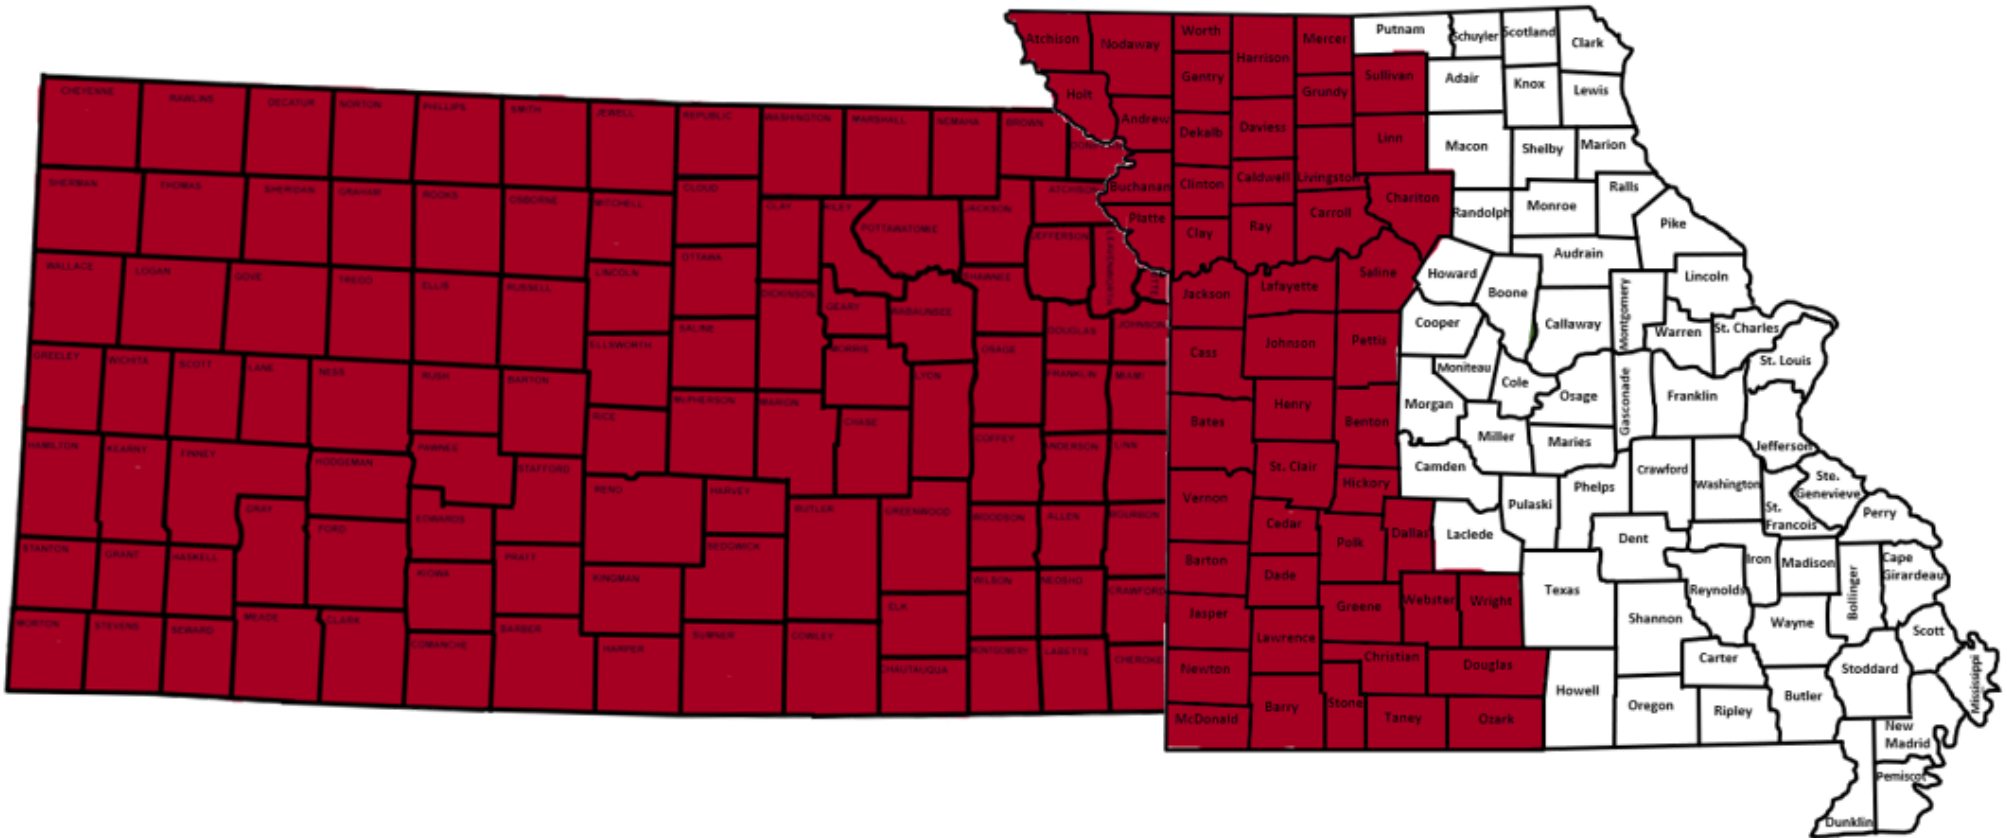 CHEYENNE
RAWLINS
DECATUR
NORTON
PHILLIPS
SMITH
JEWELL
REPUBLIC
WASHINGTON
MARSHALL
NEMAHA
BROWN
SHERMAN
THOMAS
SHERIDAN
GRAHAM
ROOKS
OSBORNE
MITCHELL
CLOUD
CLAY
RILEY
POTTAWATOMIE
JACKSON
ATCHISON
JEFFERSON
LEAVENWORTH
WALLACE
LOGAN
GOVE
TREGO
ELLIS
RUSSELL
LINCOLN
OTTAWA
DICKINSON
GEARY
WABAUNSEE
SHAWNEE
DOUGLAS
JOHNSON
GREELEY
WICHITA
SCOTT
LANE
NESS
RUSH
BARTON
ELLSWORTH
SALINE
MORRIS
LYON
OSAGE
FRANKLIN
MIAMI
HAMILTON
KEARNY
FINNEY
HODGEMAN
PAWNEE
STAFFORD
RICE
McPHERSON
MARION
CHASE
COFFEY
ANDERSON
LINN
GRAY
FORD
EDWARDS
RENO
HARVEY
BUTLER
GREENWOOD
WOODSON
ALLEN
BOURBON
STANTON
GRANT
HASKELL
KIOWA
PRATT
KINGMAN
SEDGWICK
ELK
WILSON
NEOSHO
CRAWFORD
MORTON
STEVENS
SEWARD
MEADE
CLARK
COMANCHE
BARBER
HARPER
SUMNER
COWLEY
CHAUTAUQUA
MONTGOMERY
LABETTE
CHEROKE
Atchison
Nodaway
Worth
Harrison
Mercer
Putnam
Schuyler
Scotland
Clark
Holt
Gentry
Grundy
Sullivan
Adair
Knox
Lewis
Andrew
Dekalb
Daviess
Linn
Macon
Shelby
Marion
Buchanan
Clinton
Caldwell
Livingston
Chariton
Randolph
Monroe
Ralls
Platte
Clay
Ray
Carroll
Pike
Audrain
Jackson
Lafayette
Saline
Howard
Boone
Callaway
Montgomery
Lincoln
Cass
Johnson
Pettis
Cooper
Moniteau
Cole
Warren
St. Charles
St. Louis
Bates
Henry
Benton
Morgan
Miller
Osage
Maries
Gasconade
Franklin
Jefferson
Vernon
St. Clair
Hickory
Camden
Pulaski
Phelps
Crawford
Washington
St.
Francois
Ste.
Genevieve
Perry
Barton
Cedar
Polk
Dallas
Laclede
Dent
Iron
Madison
Cape
Girardeau
Bollinger
Jasper
Dade
Greene
Webster
Wright
Texas
Shannon
Reynolds
Wayne
Scott
Newton
Lawrence
Christian
Douglas
Howell
Carter
Stoddard
Mississippi
McDonald
Barry
Stone
Taney
Ozark
Oregon
Ripley
Butler
New
Madrid
Pemiscot
Dunklin